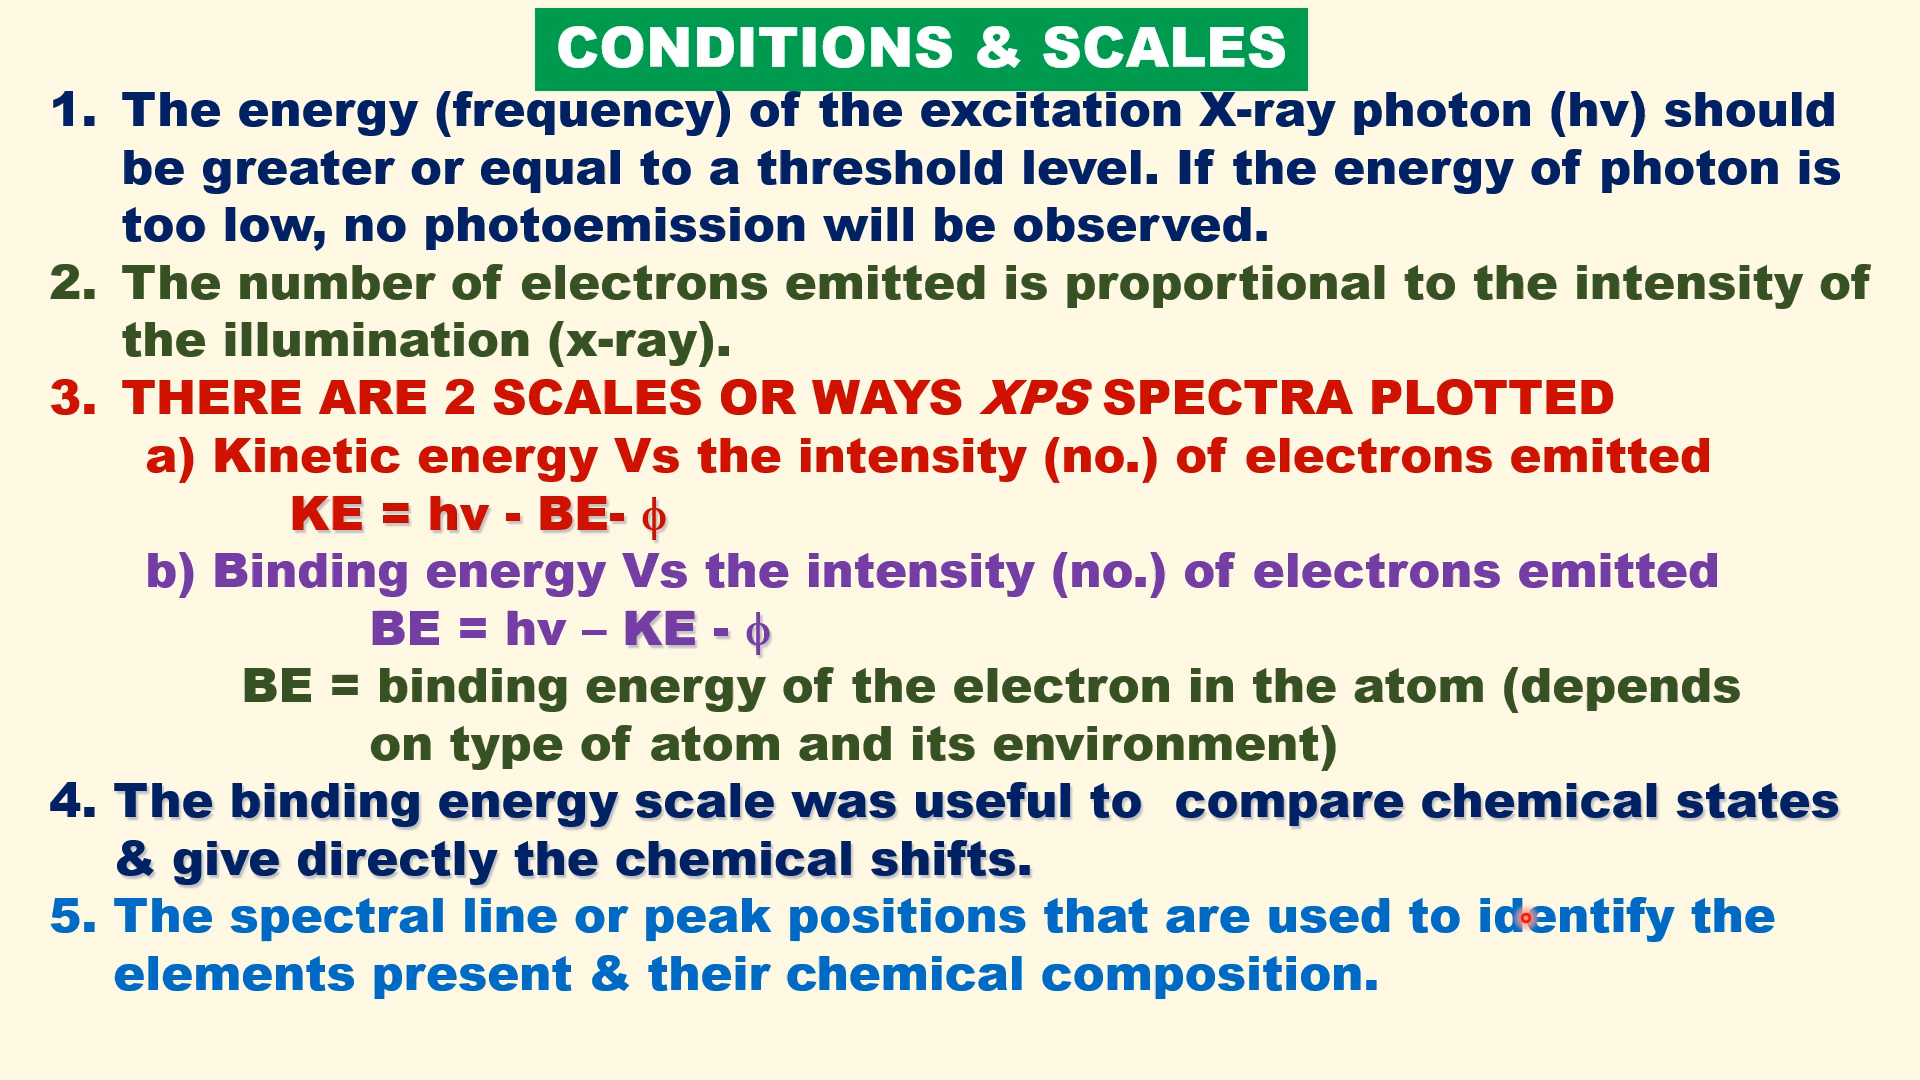 CONDITIONS & SCALES
1. The energy (frequency) of the excitation X-ray photon (hv) should
be greater or equal to a threshold level. If the energy of photon is
too low, no photoemission will be observed.
2. The number of electrons emitted is proportional to the intensity of
the illumination (x-ray).
3. THERE ARE 2 SCALES OR WAYS XPS SPECTRA PLOTTED
a) Kinetic energy Vs the intensity (no.) of electrons emitted
KE = hv - BE- ϕ
b) Binding energy Vs the intensity (no.) of electrons emitted
BE = hv – KE - ϕ
BE = binding energy of the electron in the atom (depends
on type of atom and its environment)
4. The binding energy scale was useful to compare chemical states
& give directly the chemical shifts.
5. The spectral line or peak positions that are used to identify the
elements present & their chemical composition.